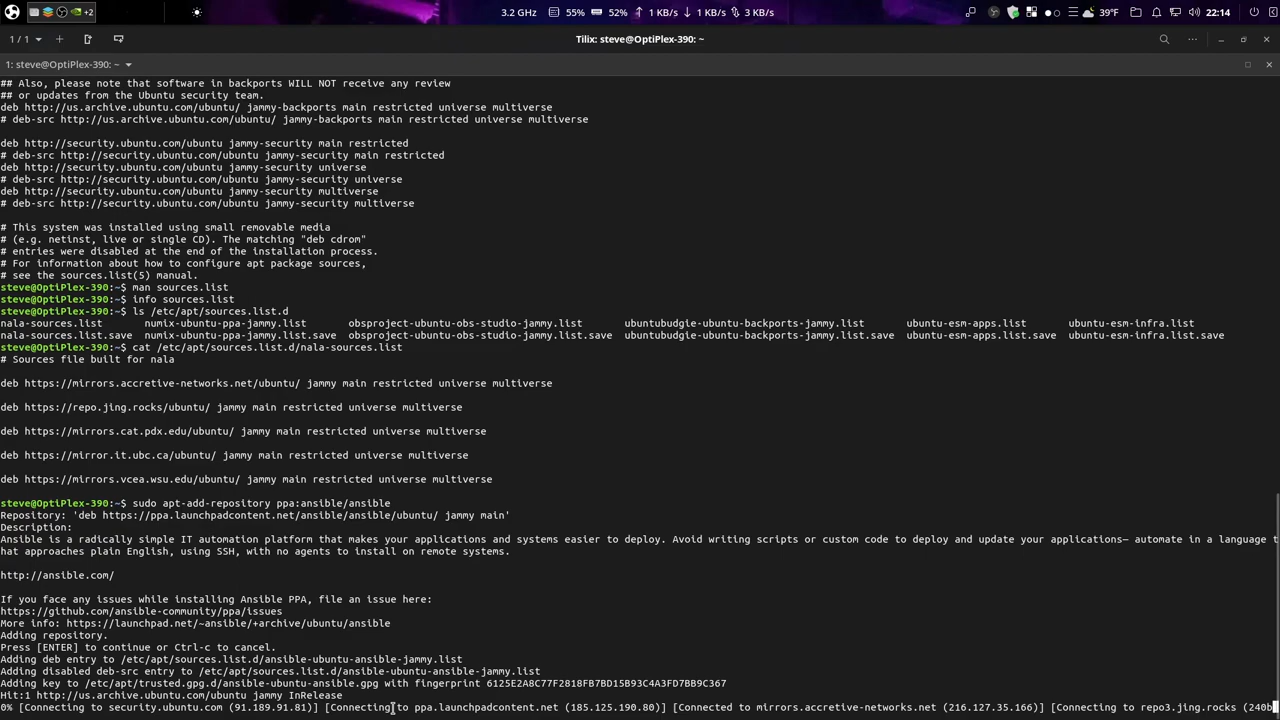 +2
3.2 GHz 55% 52% 1 KB/s 1 KB/s 3 KB/s
39°F 22:14
1 / 1 Tilix: steve@OptiPlex-390: ~
1: steve@OptiPlex-390: ~
## Also, please note that software in backports WILL NOT receive any review
## or updates from the Ubuntu security team.
deb http://us.archive.ubuntu.com/ubuntu/ jammy-backports main restricted universe multiverse
# deb-src http://us.archive.ubuntu.com/ubuntu/ jammy-backports main restricted universe multiverse
deb http://security.ubuntu.com/ubuntu jammy-security main restricted
# deb-src http://security.ubuntu.com/ubuntu jammy-security main restricted
deb http://security.ubuntu.com/ubuntu jammy-security universe
# deb-src http://security.ubuntu.com/ubuntu jammy-security universe
deb http://security.ubuntu.com/ubuntu jammy-security multiverse
# deb-src http://security.ubuntu.com/ubuntu jammy-security multiverse
# This system was installed using small removable media
# (e.g. netinst, live or single CD). The matching "deb cdrom"
# entries were disabled at the end of the installation process.
# For information about how to configure apt package sources,
# see the sources.list(5) manual.
steve@OptiPlex-390:~$ man sources.list
steve@OptiPlex-390:~$ info sources.list
steve@OptiPlex-390:~$ ls /etc/apt/sources.list.d
nala-sources.list numix-ubuntu-ppa-jammy.list obsproject-ubuntu-obs-studio-jammy.list ubuntubudgie-ubuntu-backports-jammy.list ubuntu-esm-apps.list ubuntu-esm-infra.list
nala-sources.list.save numix-ubuntu-ppa-jammy.list.save obsproject-ubuntu-obs-studio-jammy.list.save ubuntubudgie-ubuntu-backports-jammy.list.save ubuntu-esm-apps.list.save ubuntu-esm-infra.list.save
steve@OptiPlex-390:~$ cat /etc/apt/sources.list.d/nala-sources.list
# Sources file built for nala
deb https://mirrors.accretive-networks.net/ubuntu/ jammy main restricted universe multiverse
deb https://repo.jing.rocks/ubuntu/ jammy main restricted universe multiverse
deb https://mirrors.cat.pdx.edu/ubuntu/ jammy main restricted universe multiverse
deb https://mirror.it.ubc.ca/ubuntu/ jammy main restricted universe multiverse
deb https://mirrors.vcea.wsu.edu/ubuntu/ jammy main restricted universe multiverse
steve@OptiPlex-390:~$ sudo apt-add-repository ppa:ansible/ansible
Repository: 'deb https://ppa.launchpadcontent.net/ansible/ansible/ubuntu/ jammy main'
Description:
Ansible is a radically simple IT automation platform that makes your applications and systems easier to deploy. Avoid writing scripts or custom code to deploy and update your applications— automate in a language t
hat approaches plain English, using SSH, with no agents to install on remote systems.
http://ansible.com/
If you face any issues while installing Ansible PPA, file an issue here:
https://github.com/ansible-community/ppa/issues
More info: https://launchpad.net/~ansible/+archive/ubuntu/ansible
Adding repository.
Press [ENTER] to continue or Ctrl-c to cancel.
Adding deb entry to /etc/apt/sources.list.d/ansible-ubuntu-ansible-jammy.list
Adding disabled deb-src entry to /etc/apt/sources.list.d/ansible-ubuntu-ansible-jammy.list
Adding key to /etc/apt/trusted.gpg.d/ansible-ubuntu-ansible.gpg with fingerprint 6125E2A8C77F2818FB7BD15B93C4A3FD7BB9C367
Hit:1 http://us.archive.ubuntu.com/ubuntu jammy InRelease
0% [Connecting to security.ubuntu.com (91.189.91.81)] [Connecting to ppa.launchpadcontent.net (185.125.190.80)] [Connected to mirrors.accretive-networks.net (216.127.35.166)] [Connecting to repo3.jing.rocks (240b